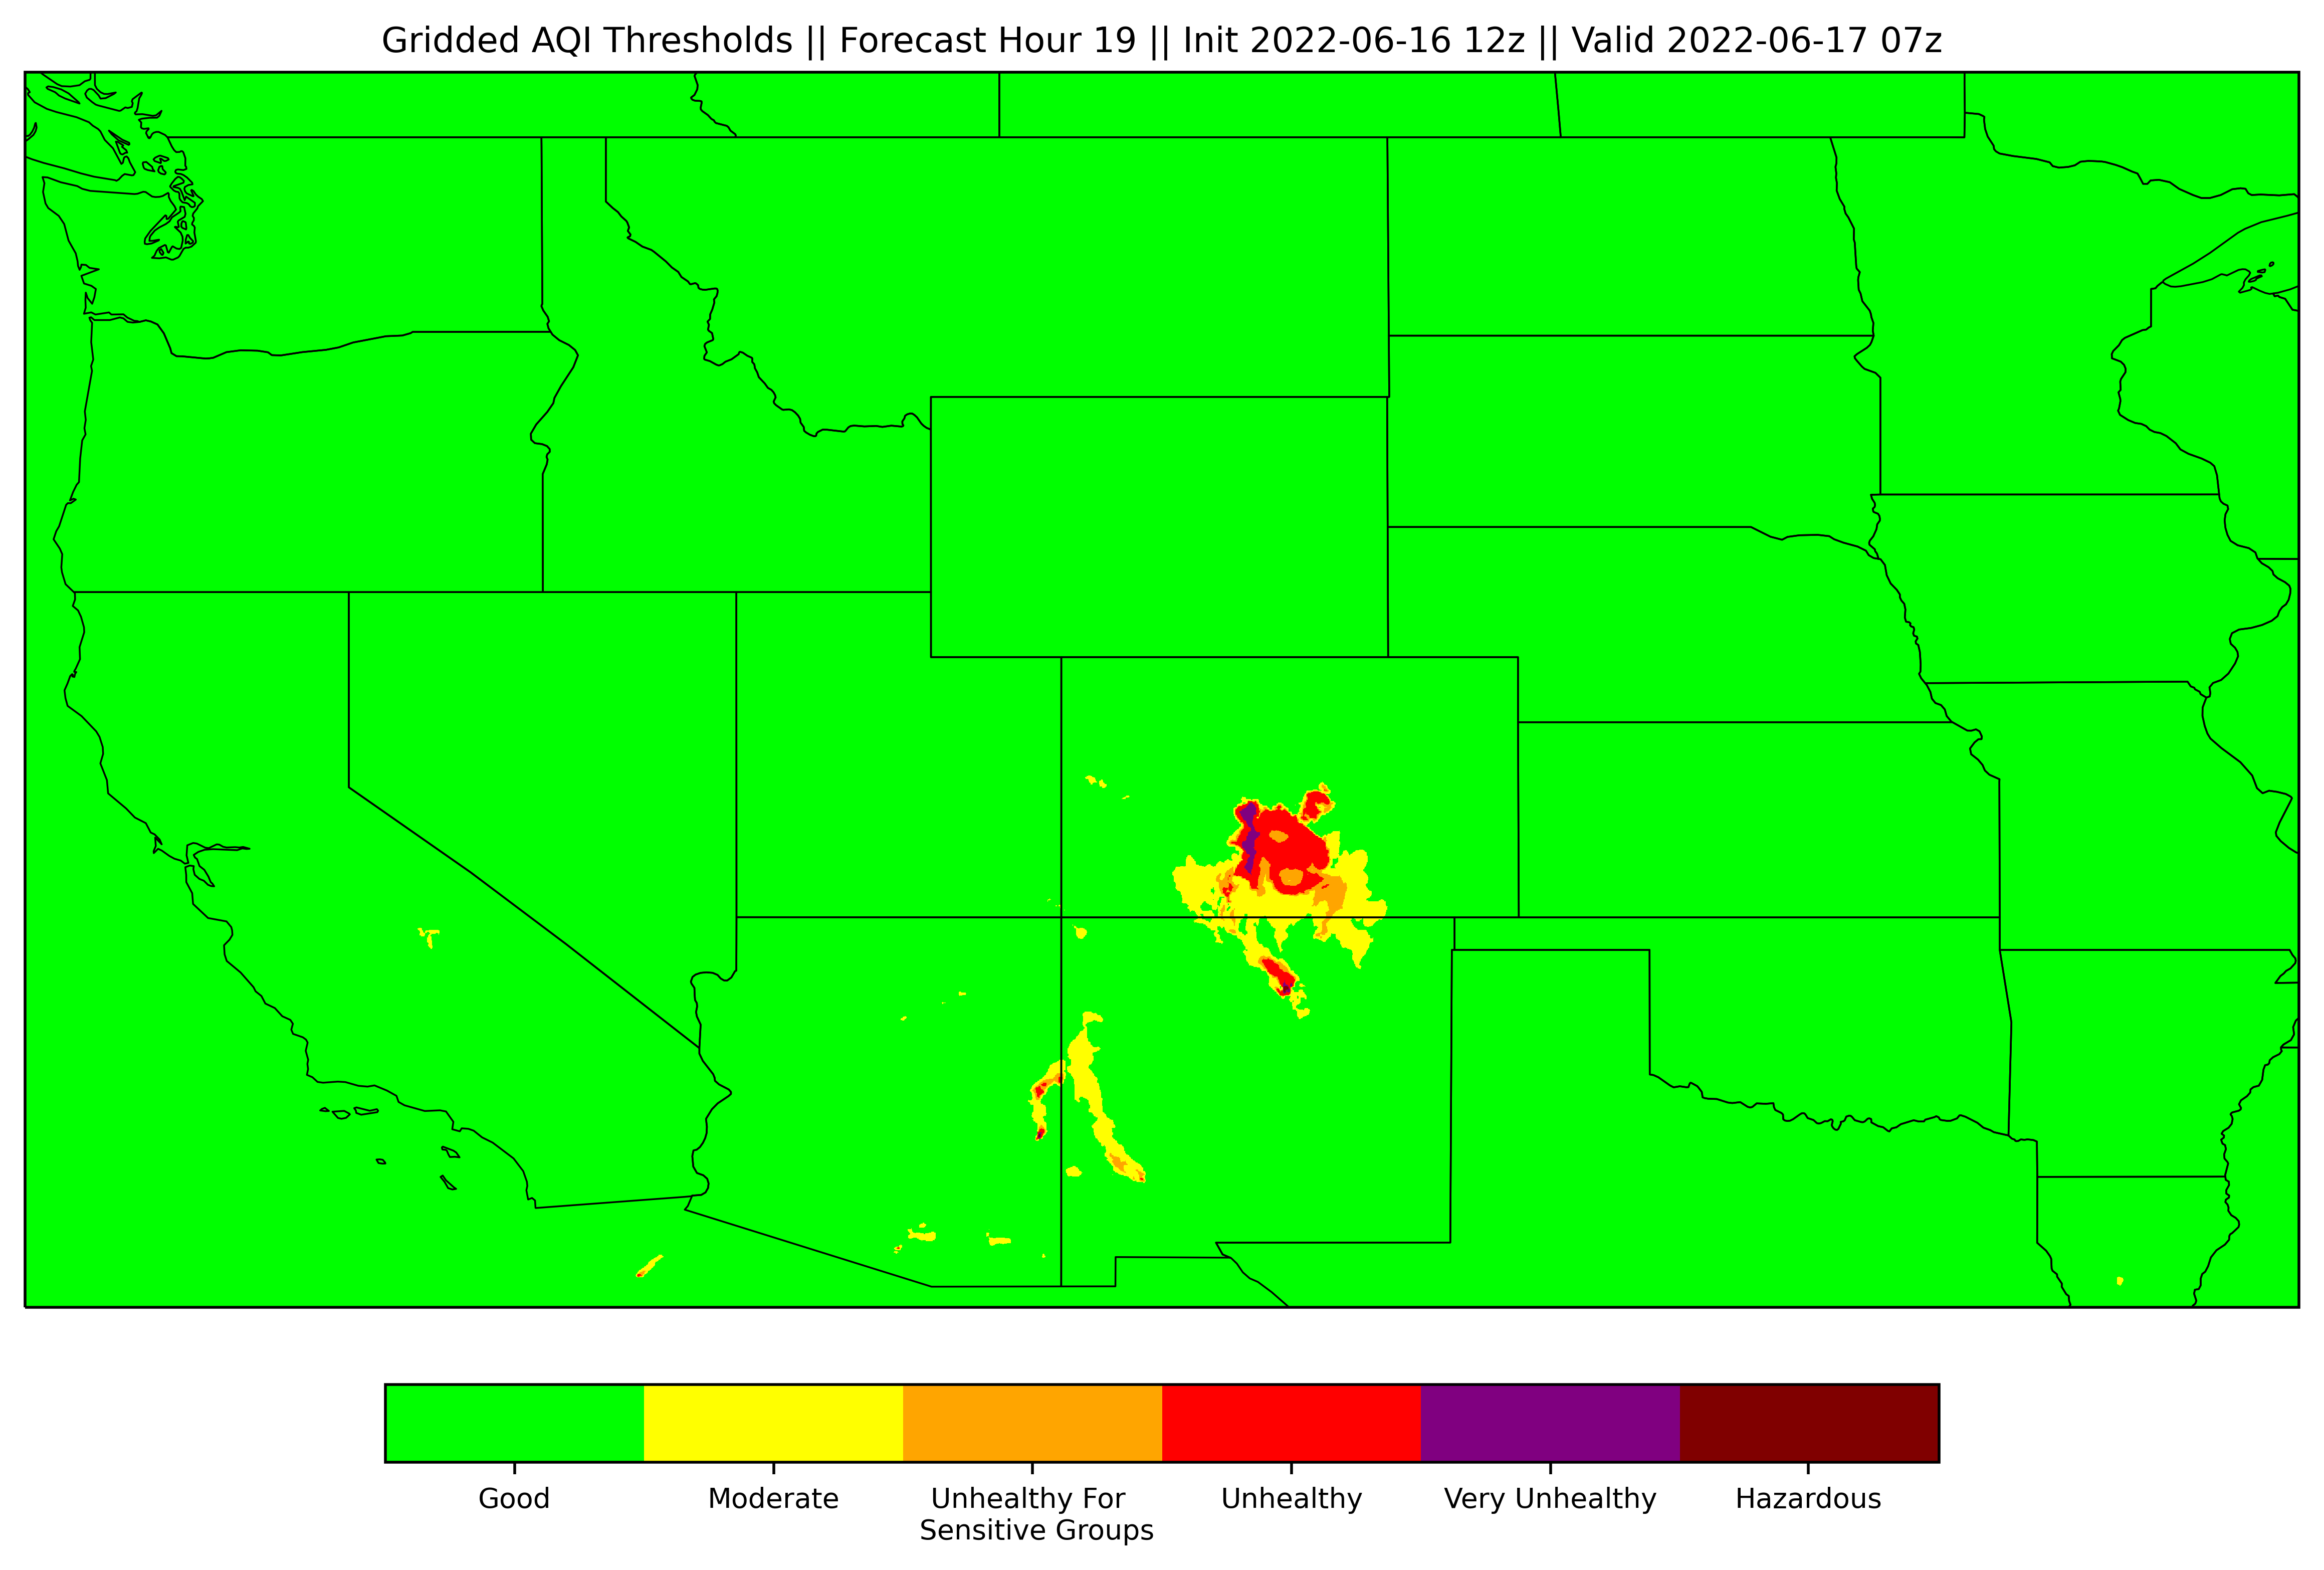 Gridded AQI Thresholds || Forecast Hour 19 || Init 2022-06-16 12z || Valid 2022-06-17 07z
Good
Moderate
Unhealthy For
Sensitive Groups
Unhealthy
Very Unhealthy
Hazardous